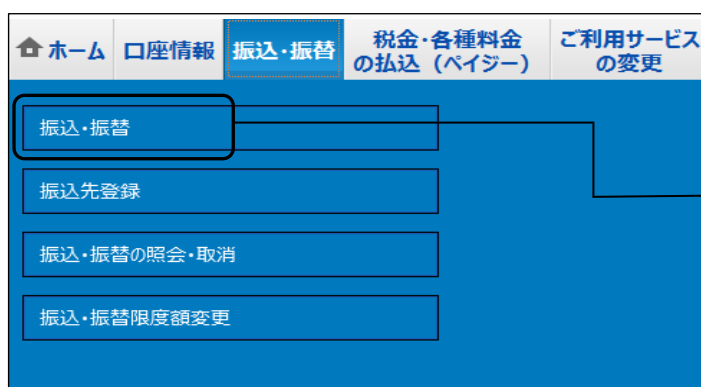 ホーム
口座情報
振込・振替
税金・各種料金
の払込（ペイジー）
ご利用サービス
の変更
振込・振替
振込先登録
振込・振替の照会・取消
振込・振替限度額変更